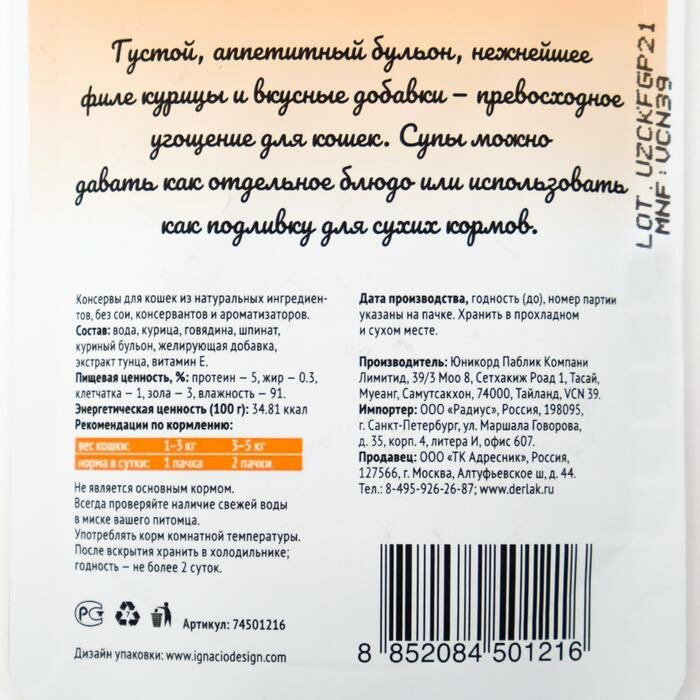 Густой, аппетитный бульон, нежнейшее
филе курицы и вкусные добавки – превосходное
угощение для кошек. Супы можно
давать как отдельное блюдо или использовать
как подливку для сухих кормов.
LOT. UZCKFGP21
MNF: VCN39
Консервы для кошек из натуральных ингредиен-
тов, без сои, консервантов и ароматизаторов.
Состав: вода, курица, говядина, шпинат,
куриный бульон, желирующая добавка,
экстракт тунца, витамин Е.
Пищевая ценность, %: протеин – 5, жир – 0.3,
клетчатка – 1, зола – 3, влажность – 91.
Энергетическая ценность (100 г): 34.81 ккал
Рекомендации по кормлению:
вес кошки: 1–3 кг 3–5 кг
норма в сутки: 1 пачка 2 пачки
Не является основным кормом.
Всегда проверяйте наличие свежей воды
в миске вашего питомца.
Употреблять корм комнатной температуры.
После вскрытия хранить в холодильнике;
годность – не более 2 суток.
РСТ 7 Артикул: 74501216
Дизайн упаковки: www.ignaciodesign.com
Дата производства, годность (до), номер партии
указаны на пачке. Хранить в прохладном
и сухом месте.
Производитель: Юникорд Паблик Компани
Лимитид, 39/3 Моо 8, Сетхакиж Роад 1, Тасай,
Муеанг, Самутсакхон, 74000, Тайланд, VCN 39.
Импортер: ООО «Радиус», Россия, 198095,
г. Санкт-Петербург, ул. Маршала Говорова,
д. 35, корп. 4, литера И, офис 607.
Продавец: ООО «ТК Адресник», Россия,
127566, г. Москва, Алтуфьевское ш, д. 44.
Тел.: 8-495-926-26-87; www.derlak.ru
8 852084 501216